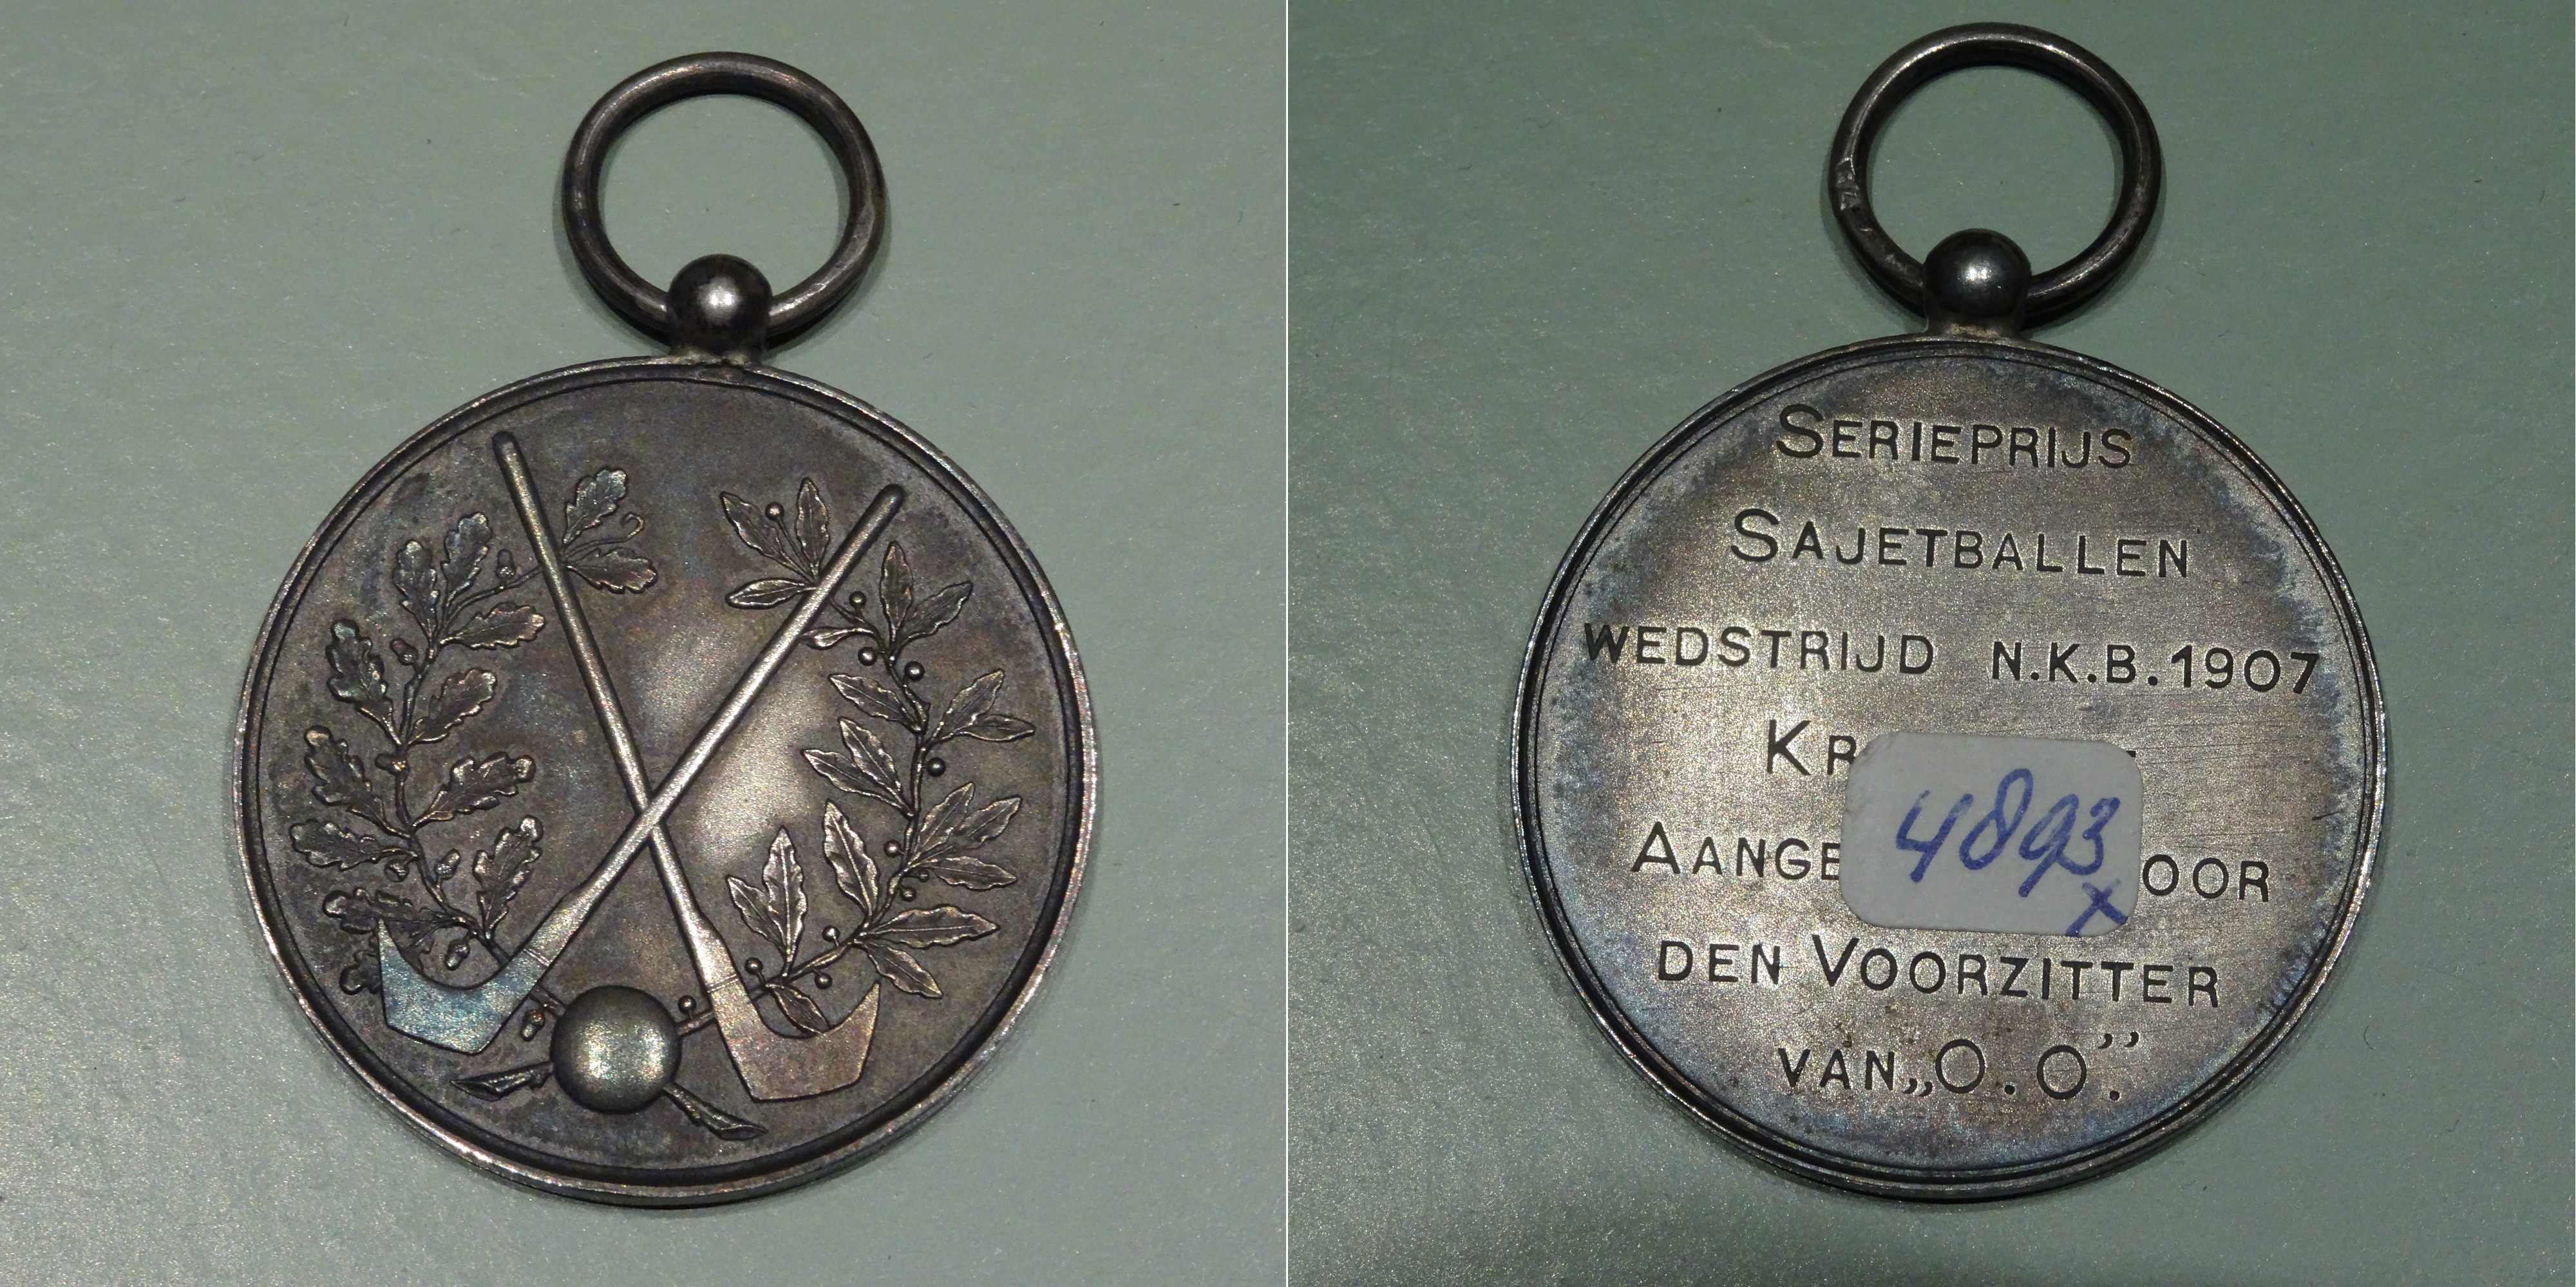 SERIEPRIJS
SAJETBALLEN
WEDSTRIJD N.K.B. 1907
4893
x
DEN VOORZITTER
VAN „O.O."